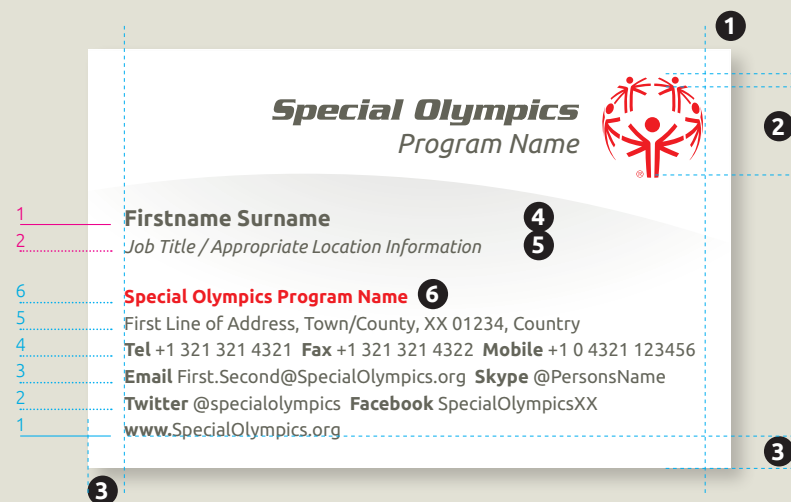 1
Special Olympics
Program Name
®
2
1 Firstname Surname 4
2 Job Title / Appropriate Location Information 5
6 Special Olympics Program Name 6
5 First Line of Address, Town/County, XX 01234, Country
4 Tel +1 321 321 4321 Fax +1 321 321 4322 Mobile +1 0 4321 123456
3 Email First.Second@SpecialOlympics.org Skype @PersonsName
2 Twitter @specialolympics Facebook SpecialOlympicsXX
1 www.SpecialOlympics.org
3
3